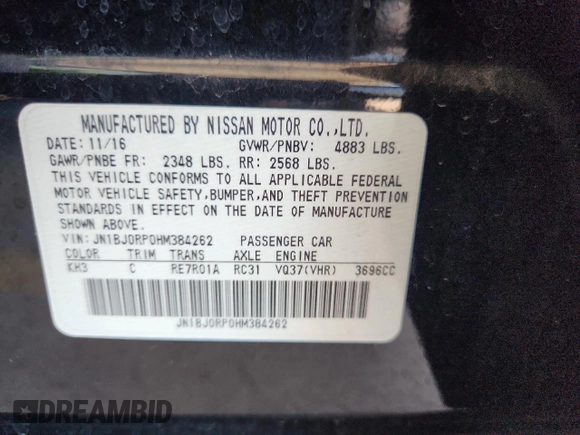 MANUFACTURED BY NISSAN MOTOR CO.,LTD.
DATE: 11/16 GVWR/PNBV: 4883 LBS.
GAWR/PNBE FR: 2348 LBS. RR: 2568 LBS.
THIS VEHICLE CONFORMS TO ALL APPLICABLE FEDERAL
MOTOR VEHICLE SAFETY,BUMPER,AND THEFT PREVENTION
STANDARDS IN EFFECT ON THE DATE OF MANUFACTURE
SHOWN ABOVE.
VIN: JN1BJ0RP0HM384262 PASSENGER CAR
COLOR TRIM TRANS AXLE ENGINE
KH3 C RE7R01A RC31 VQ37(VHR) 3696CC
JN1BJ0RP0HM384262
DREAMBID